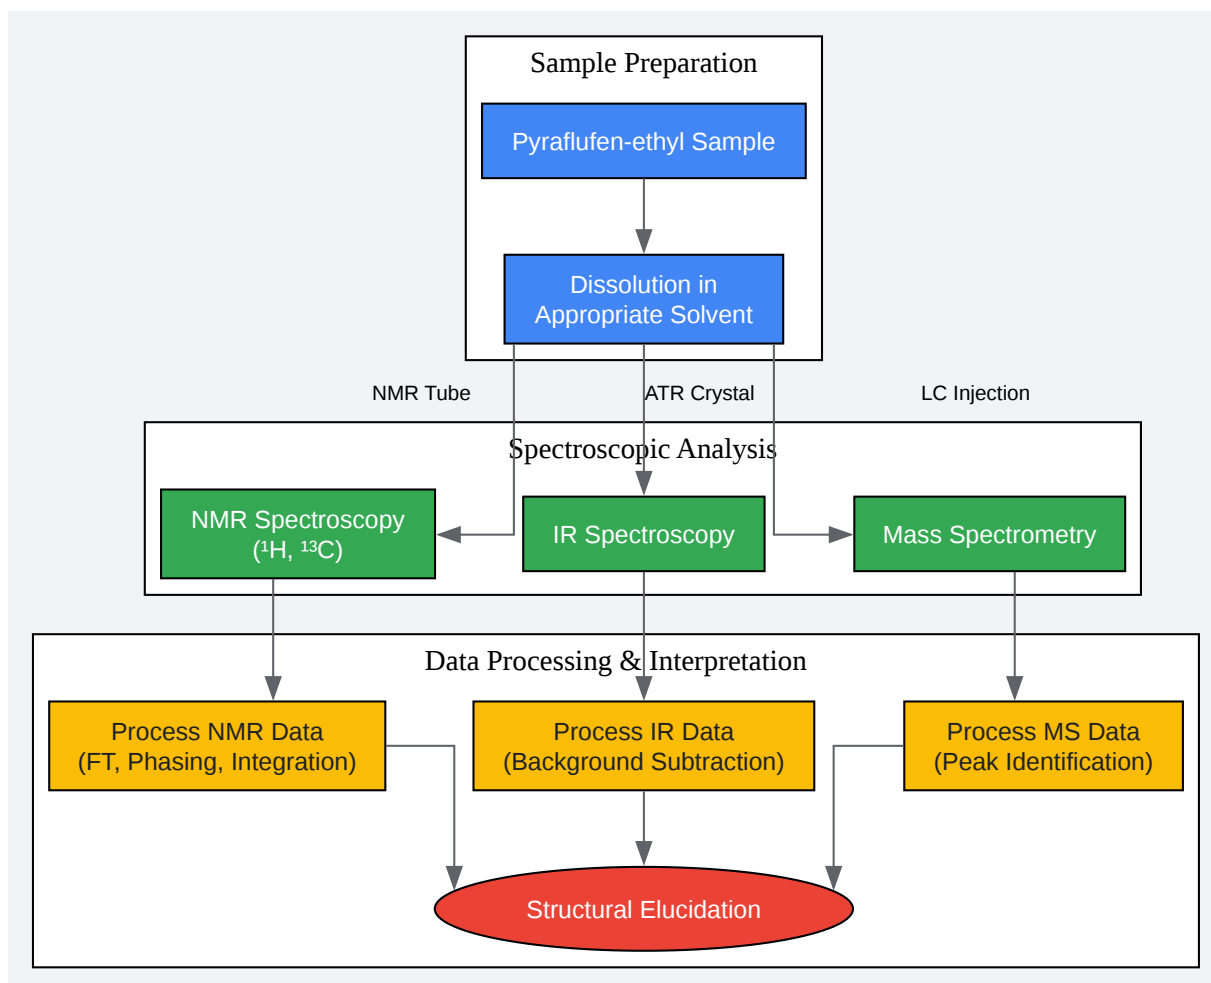 Sample Preparation
Pyraflufen-ethyl Sample
Dissolution in
Appropriate Solvent
NMR Tube
ATR Crystal
LC Injection
Spectroscopic Analysis
NMR Spectroscopy
(¹H, ¹³C)
IR Spectroscopy
Mass Spectrometry
Data Processing & Interpretation
Process NMR Data
(FT, Phasing, Integration)
Process IR Data
(Background Subtraction)
Process MS Data
(Peak Identification)
Structural Elucidation